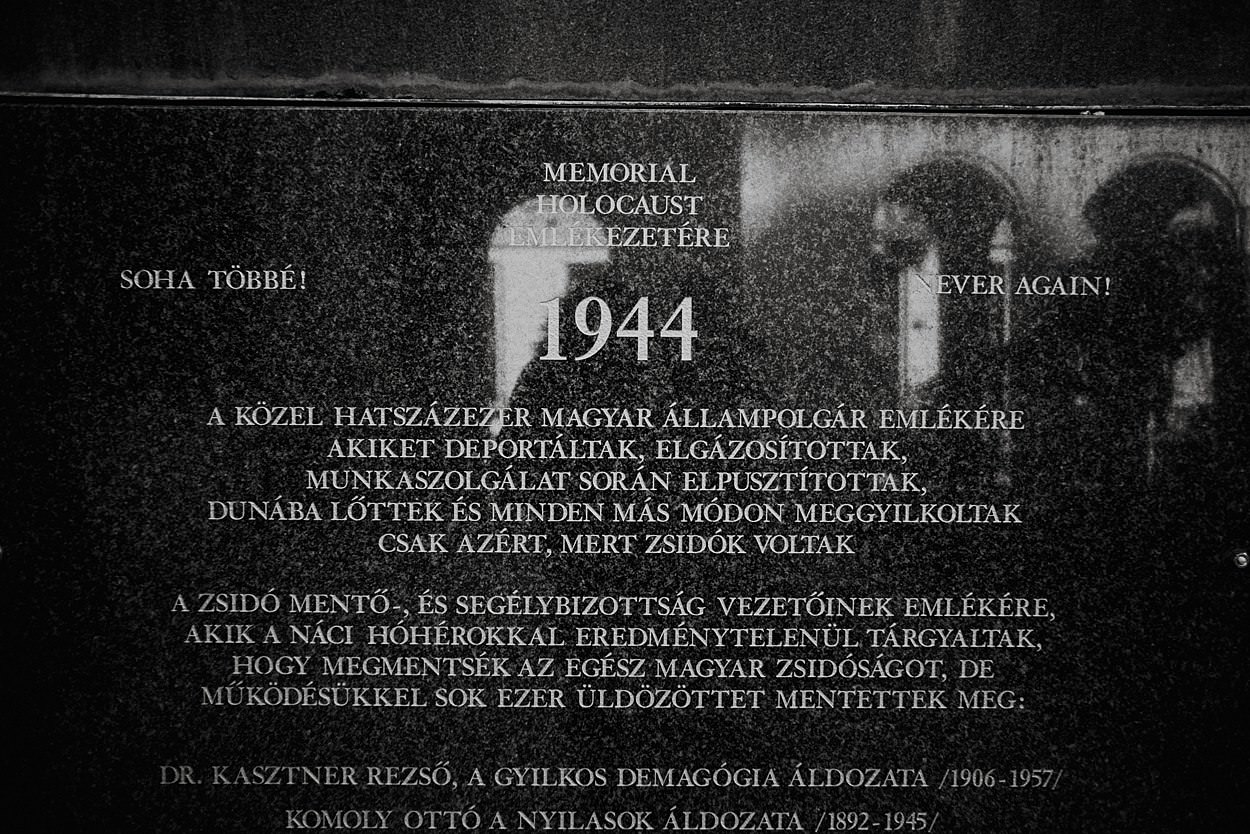 MEMORIÁL
HOLOCAUST
EMLÉKEZETÉRE
SOHA TÖBBÉ!
NEVER AGAIN!
1944
A KÖZEL HATSZÁZEZER MAGYAR ÁLLAMPOLGÁR EMLÉKÉRE
AKIKET DEPORTÁLTAK, ELGÁZOSÍTOTTAK,
MUNKASZOLGÁLAT SORÁN ELPUSZTÍTOTTAK,
DUNÁBA LŐTTEK ÉS MINDEN MÁS MÓDON MEGGYILKOLTAK
CSAK AZÉRT, MERT ZSIDÓK VOLTAK
A ZSIDÓ MENTŐ-, ÉS SEGÉLYBIZOTTSÁG VEZETŐINEK EMLÉKÉRE,
AKIK A NÁCI HÓHÉROKKAL EREDMÉNYTELENÜL TÁRGYALTAK,
HOGY MEGMENTSÉK AZ EGÉSZ MAGYAR ZSIDÓSÁGOT, DE
MŰKÖDÉSÜKKEL SOK EZER ÜLDÖZÖTTET MENTETTEK MEG:
DR. KASZTNER REZSŐ, A GYILKOS DEMAGÓGIA ÁLDOZATA /1906-1957/
KOMOLY OTTÓ A NYILASOK ÁLDOZATA /1892-1945/